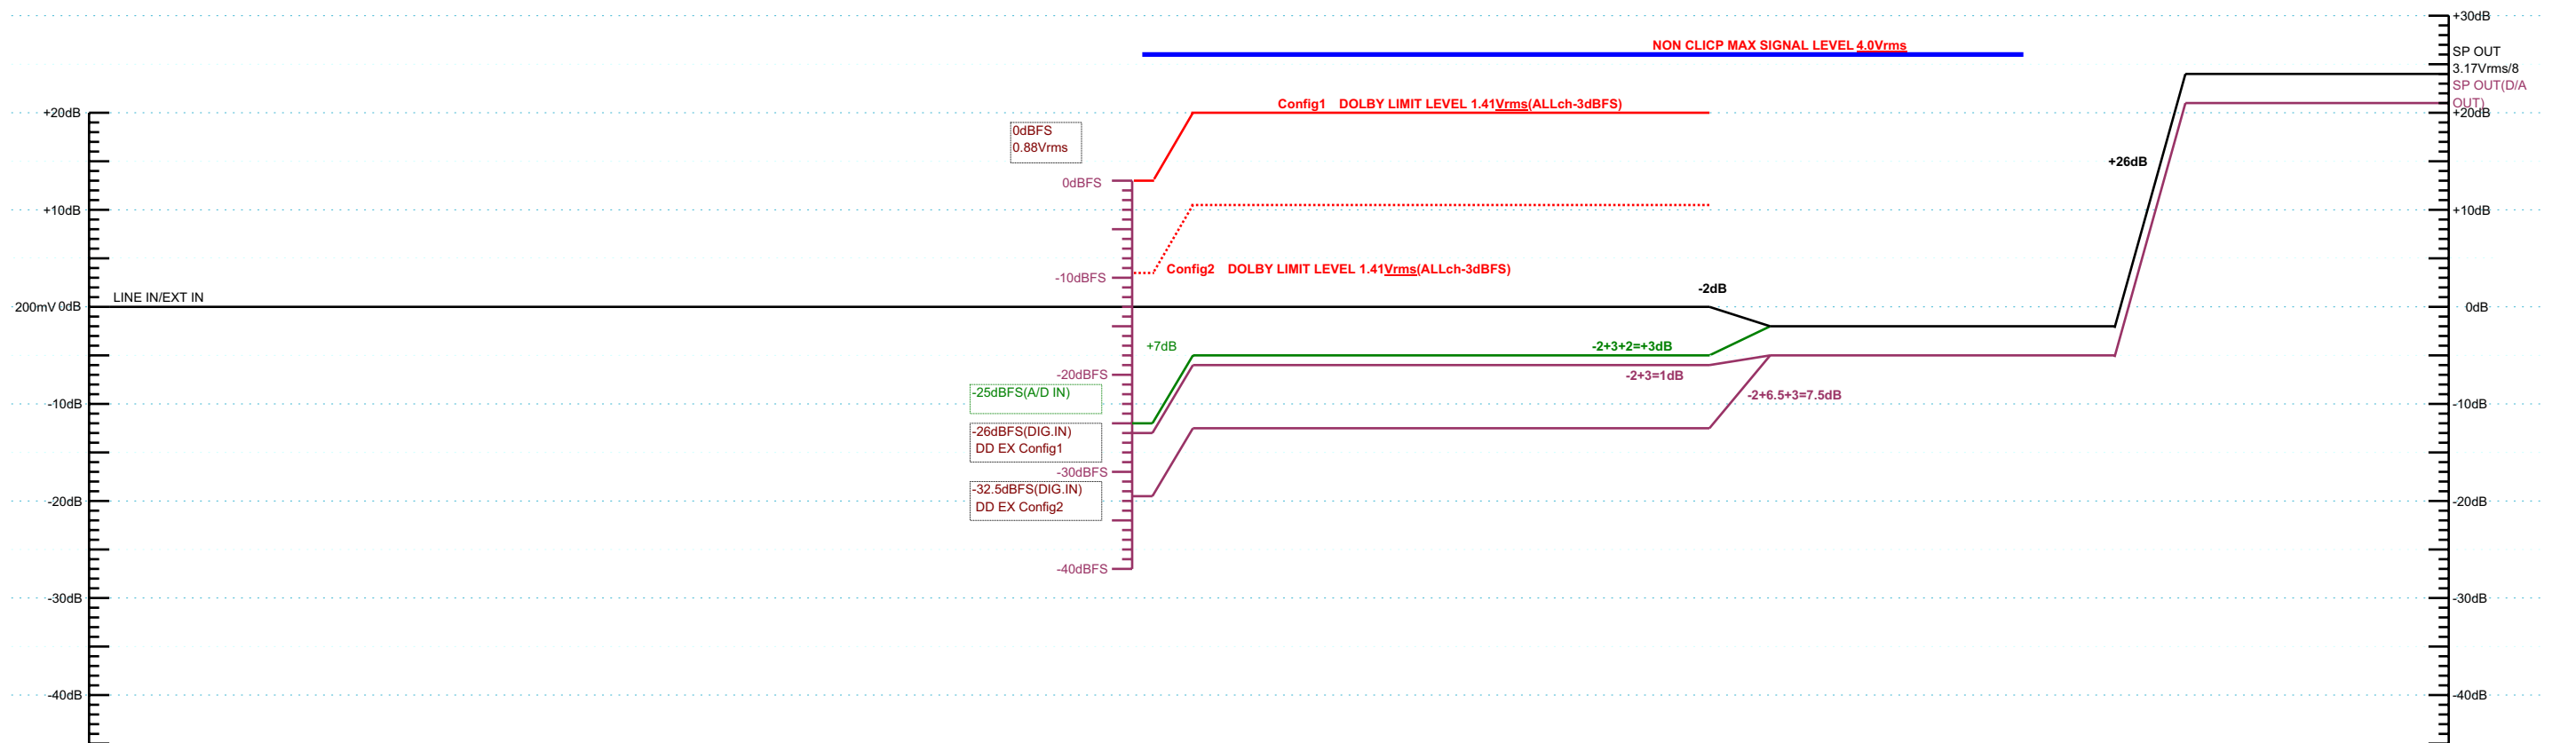 +30dB
NON CLICP MAX SIGNAL LEVEL 4.0Vrms
SP OUT
3.17Vrms/8
SP OUT(D/A
OUT)
+20dB
+20dB
Config1 DOLBY LIMIT LEVEL 1.41Vrms(ALLch-3dBFS)
0dBFS
0.88Vrms
+26dB
0dBFS
+10dB
+10dB
Config2 DOLBY LIMIT LEVEL 1.41Vrms(ALLch-3dBFS)
-10dBFS
-2dB
LINE IN/EXT IN
200mV 0dB
0dB
+7dB
-2+3+2=+3dB
-20dBFS
-2+3=1dB
-25dBFS(A/D IN)
-2+6.5+3=7.5dB
-10dB
-10dB
-26dBFS(DIG.IN)
DD EX Config1
-30dBFS
-32.5dBFS(DIG.IN)
DD EX Config2
-20dB
-20dB
-40dBFS
-30dB
-30dB
-40dB
-40dB